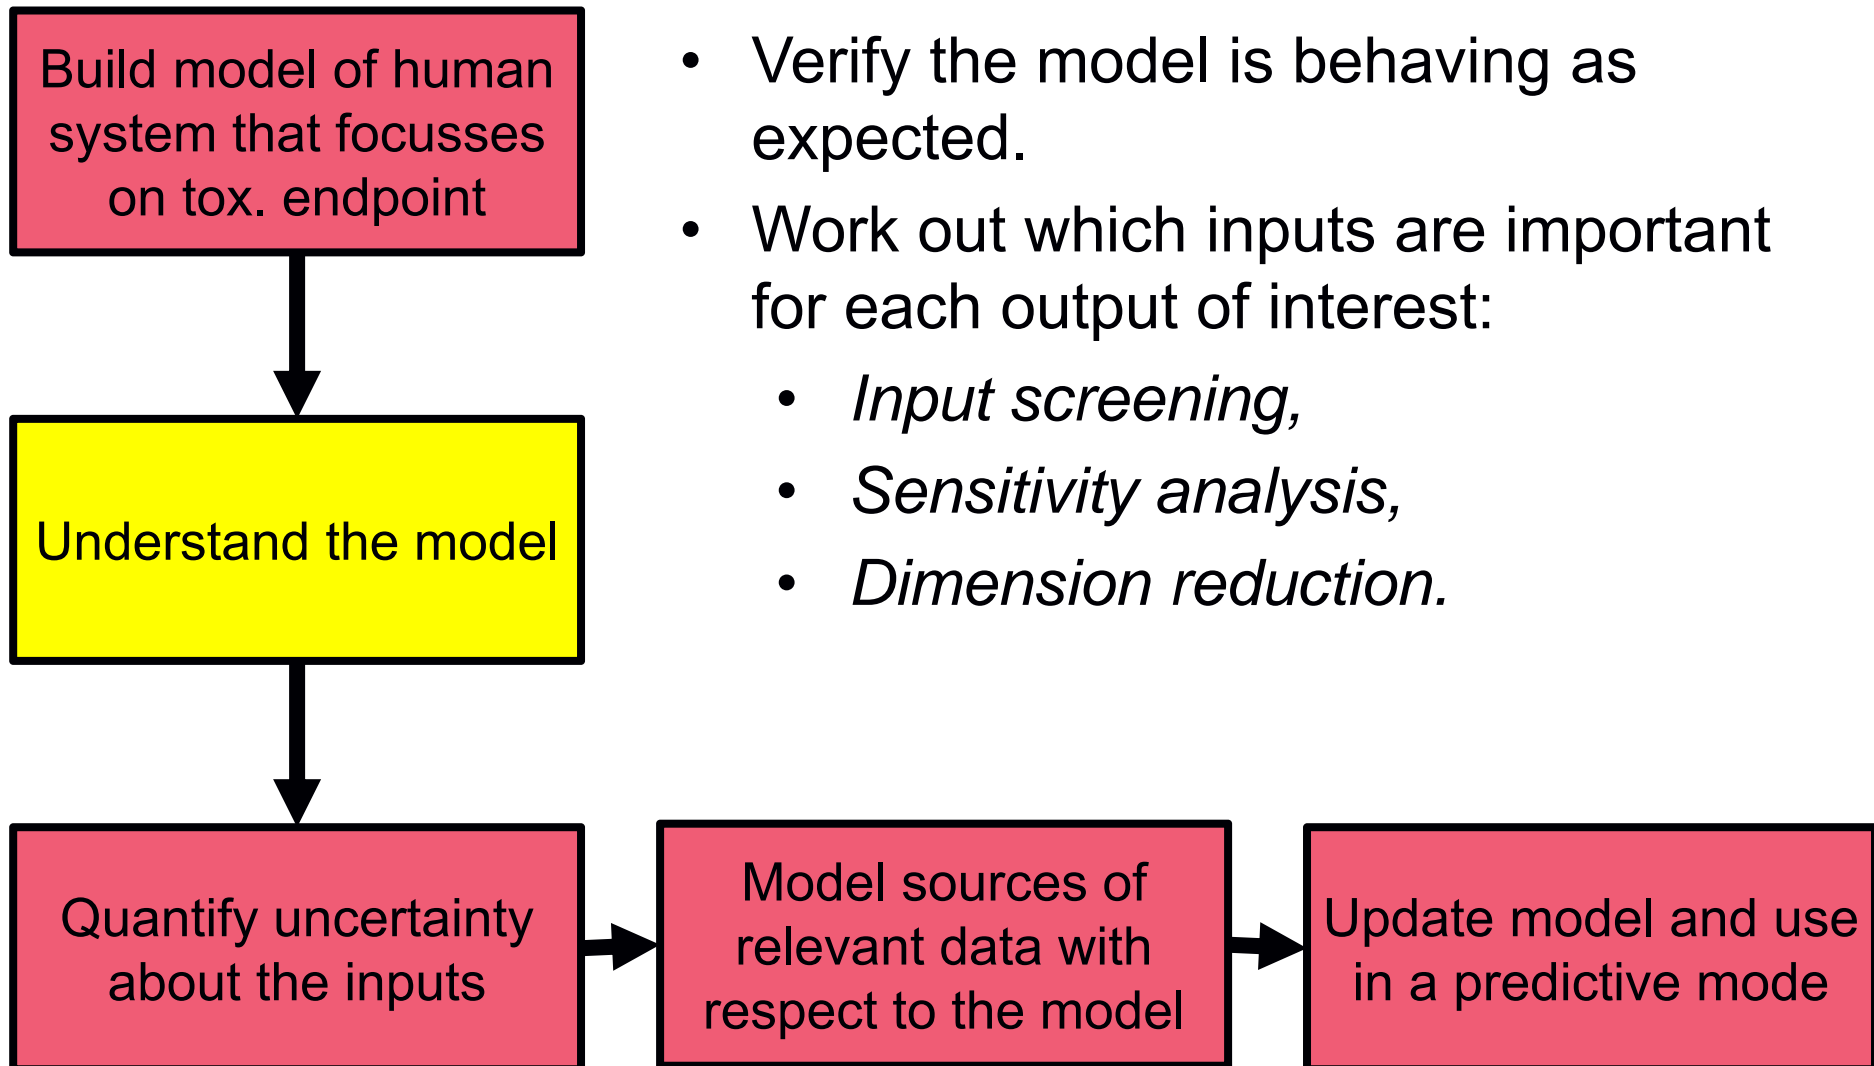 Build model of human
system that focusses
on tox. endpoint
Understand the model
Quantify uncertainty
about the inputs
Model sources of
relevant data with
respect to the model
Update model and use
in a predictive mode
• Verify the model is behaving as
expected.
• Work out which inputs are important
for each output of interest:
• Input screening,
• Sensitivity analysis,
• Dimension reduction.